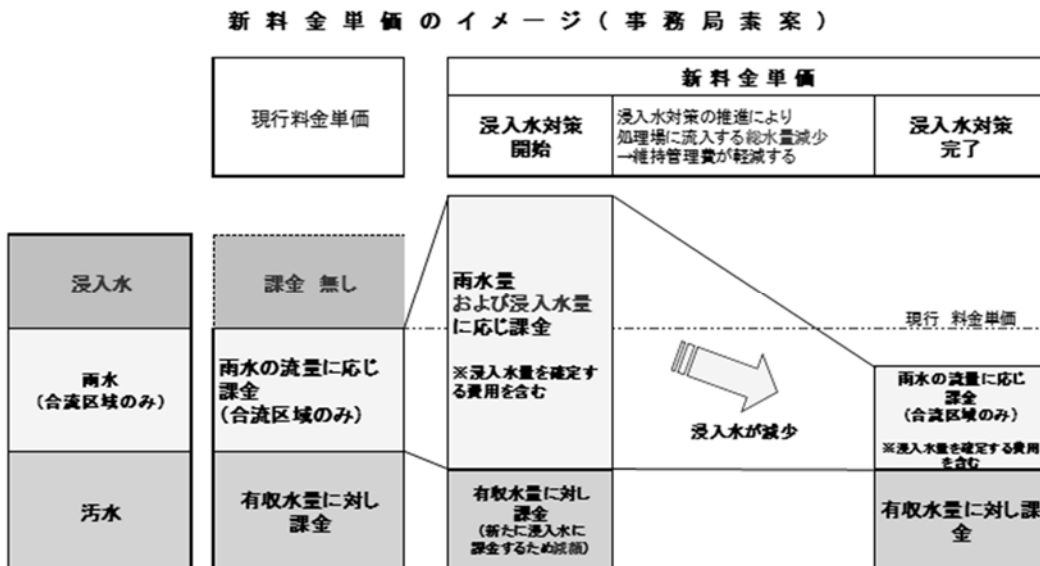 新料金単価のイメージ(事務局素案)
現行料金単価
新料金単価
浸入水対策
開始
浸入水対策の推進により
処理場に流入する総水量減少
→維持管理費が軽減する
浸入水対策
完了
浸入水
課金 無し
雨水量
および浸入水量
に応じ課金
※浸入水量を確定す
る費用を含む
現行 料金単価
雨水
(合流区域のみ)
雨水の流量に応じ
課金
(合流区域のみ)
浸入水が減少
雨水の流量に応じ
課金
(合流区域のみ)
※浸入水量を確定する費用
を含む
汚水
有収水量に対し
課金
有収水量に対し
課金
(新たに浸入水に
課金するため減額)
有収水量に対し課
金